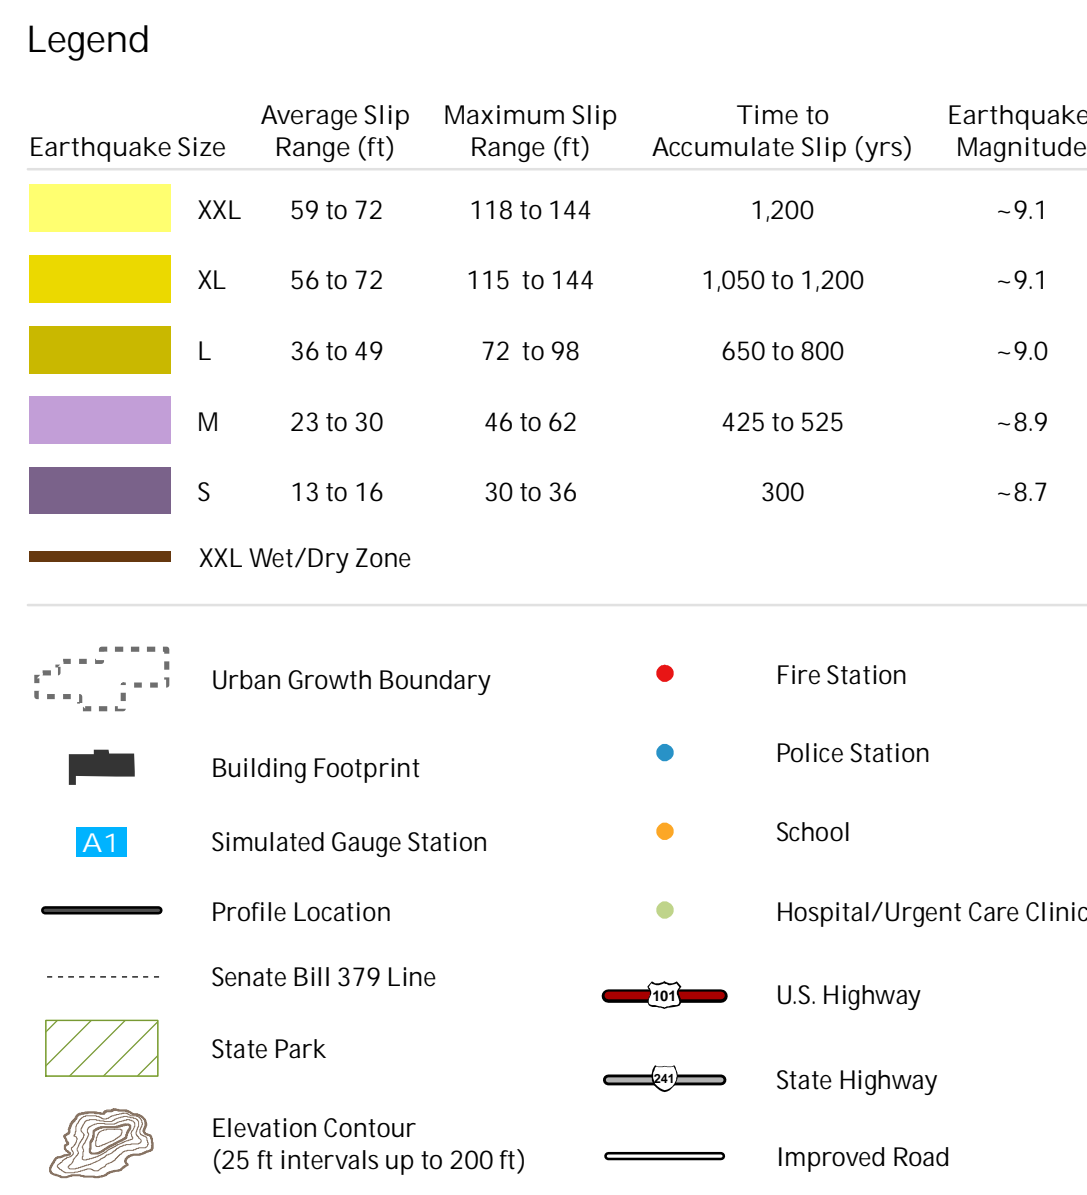 Legend
Earthquake Size Average Slip Range (ft) Maximum Slip Range (ft) Time to Accumulate Slip (yrs) Earthquake Magnitude
XXL 59 to 72 118 to 144 1,200 ~9.1
XL 56 to 72 115 to 144 1,050 to 1,200 ~9.1
L 36 to 49 72 to 98 650 to 800 ~9.0
M 23 to 30 46 to 62 425 to 525 ~8.9
S 13 to 16 30 to 36 300 ~8.7
XXL Wet/Dry Zone
Urban Growth Boundary
Building Footprint
A1 Simulated Gauge Station
Profile Location
Senate Bill 379 Line
State Park
Elevation Contour
(25 ft intervals up to 200 ft)
Fire Station
Police Station
School
Hospital/Urgent Care Clinic
101 U.S. Highway
241 State Highway
Improved Road